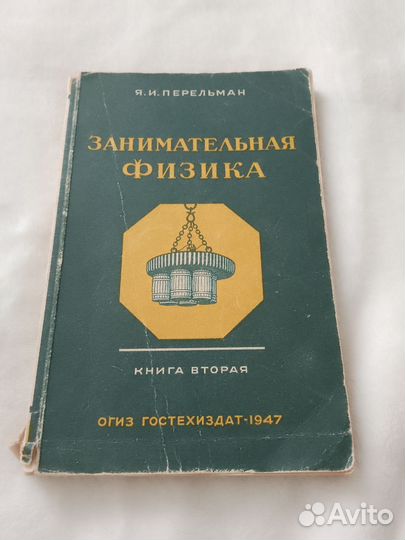 Я. И. ПЕРЕЛЬМАН
ЗАНИМАТЕЛЬНАЯ
ФИЗИКА
КНИГА ВТОРАЯ
ОГИЗ ГОСТЕХИЗДАТ-1947
Avito